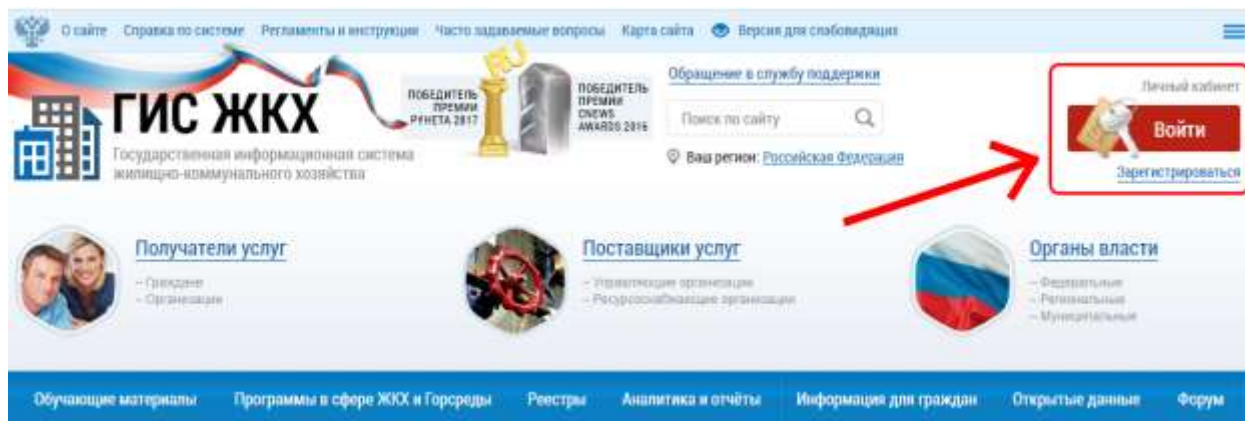 О сайте Справка по системе Регламенты и инструкции Часто задаваемые вопросы Карта сайта Версия для слабовидящих
ГИС ЖКХ
Государственная информационная система
жилищно-коммунального хозяйства
ПОБЕДИТЕЛЬ
ПРЕМИИ
РУНЕТА 2017
RU
ПОБЕДИТЕЛЬ
ПРЕМИИ
CNEWS
AWARDS 2016
Обращение в службу поддержки
Поиск по сайту
Ваш регион: Российская Федерация
Личный кабинет
Войти
Зарегистрироваться
Получатели услуг
– Граждане
– Организации
Поставщики услуг
– Управляющие организации
– Ресурсоснабжающие организации
Органы власти
– Федеральные
– Региональные
– Муниципальные
Обучающие материалы Программы в сфере ЖКХ и Горсреды Реестры Аналитика и отчёты Информация для граждан Открытые данные Форум